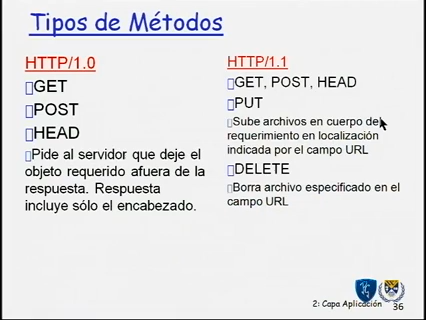 Tipos de Métodos
HTTP/1.0
GET
POST
HEAD
Pide al servidor que deje el
objeto requerido afuera de la
respuesta. Respuesta
incluye sólo el encabezado.
HTTP/1.1
GET, POST, HEAD
PUT
Sube archivos en cuerpo del
requerimiento en localización
indicada por el campo URL
DELETE
Borra archivo especificado en el
campo URL
2: Capa Aplicación
36